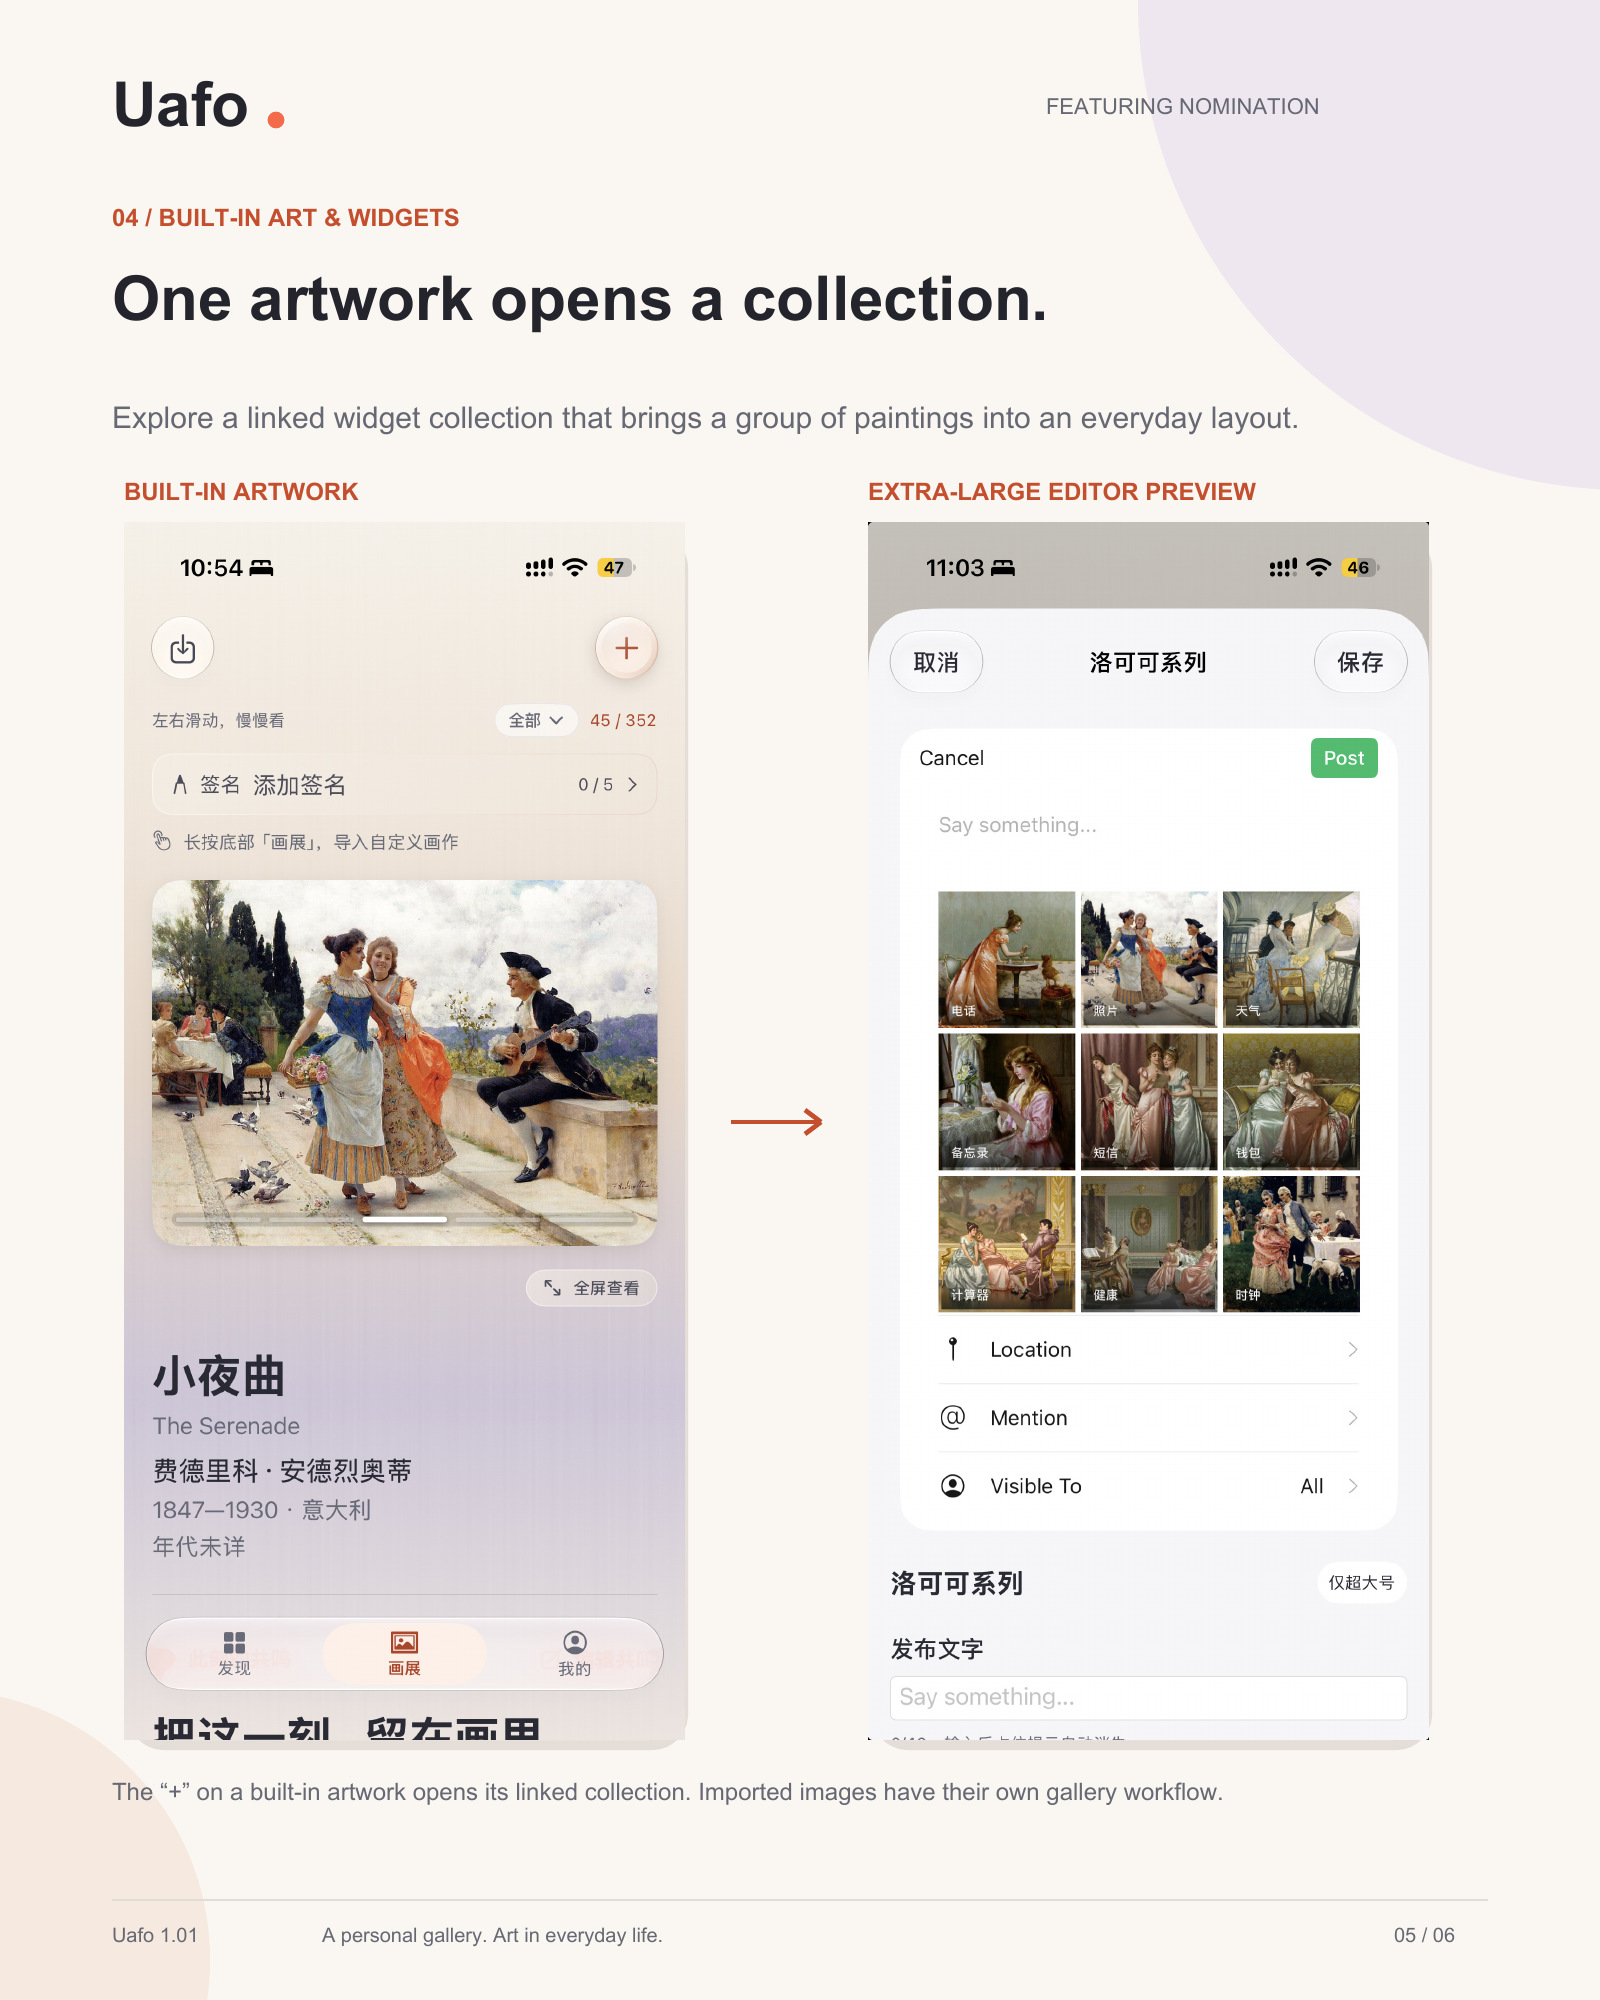 Uafo .
FEATURING NOMINATION
04 / BUILT-IN ART & WIDGETS
One artwork opens a collection.
Explore a linked widget collection that brings a group of paintings into an everyday layout.
BUILT-IN ARTWORK
10:54
47
左右滑动，慢慢看
全部
45 / 352
签名 添加签名
0 / 5
长按底部「画展」，导入自定义画作
全屏查看
小夜曲
The Serenade
费德里科 · 安德烈奥蒂
1847—1930 · 意大利
年代未详
发现
画展
我的
把这一刻，留在画里
EXTRA-LARGE EDITOR PREVIEW
11:03
46
取消
洛可可系列
保存
Cancel
Post
Say something...
电话
照片
天气
备忘录
短信
钱包
计算器
健康
时钟
Location
@ Mention
Visible To
All
洛可可系列
仅超大号
发布文字
Say something...
The “+” on a built-in artwork opens its linked collection. Imported images have their own gallery workflow.
Uafo 1.01
A personal gallery. Art in everyday life.
05 / 06